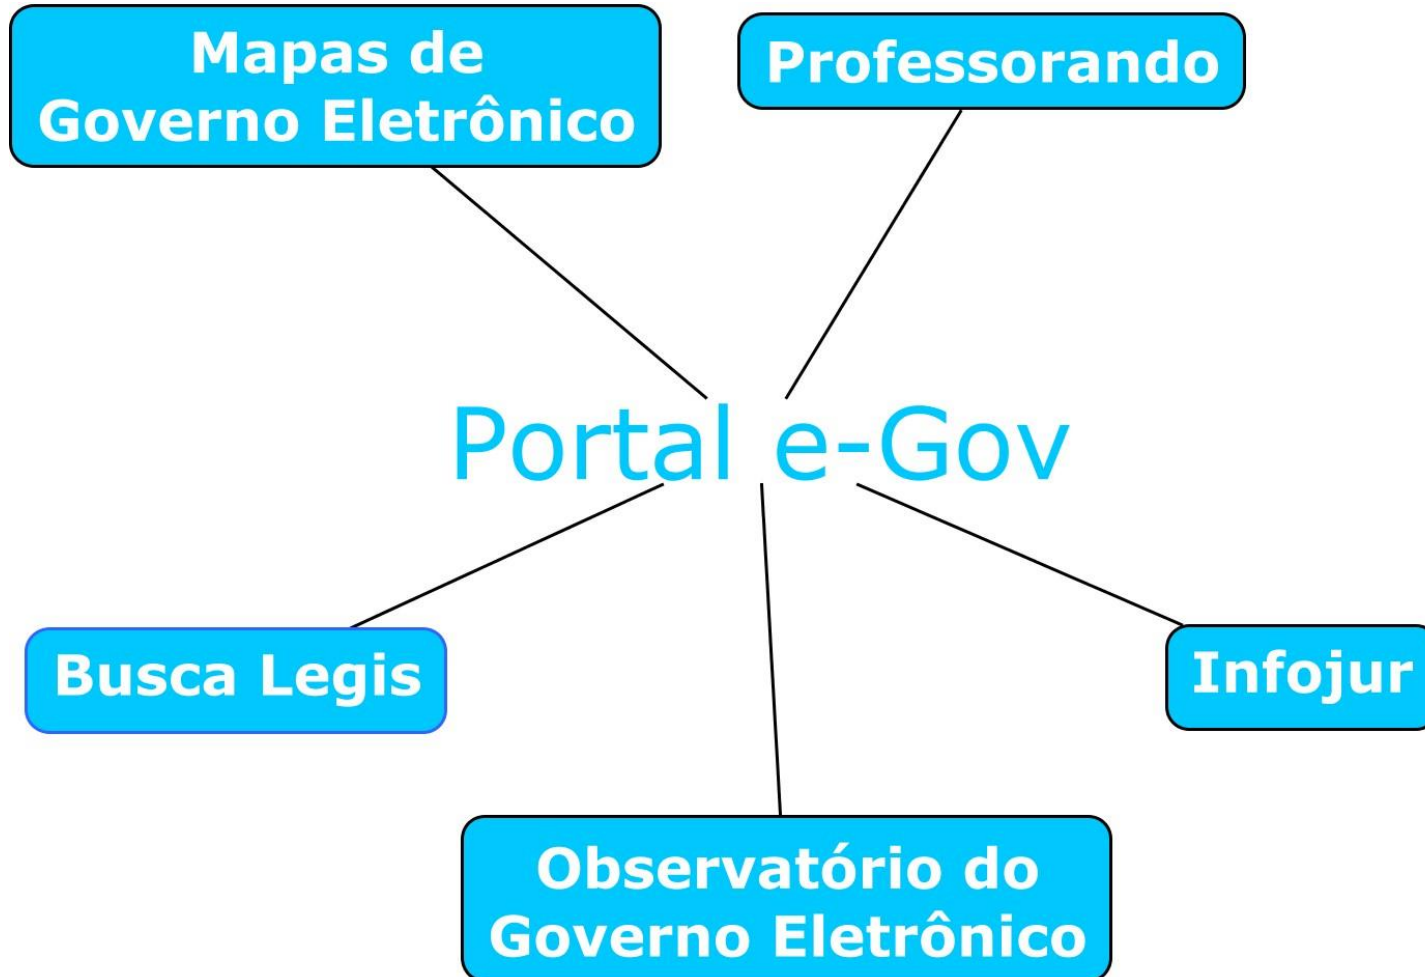 Mapas de
Governo Eletrônico
Professorando
Portal e-Gov
Busca Legis
Infojur
Observatório do
Governo Eletrônico